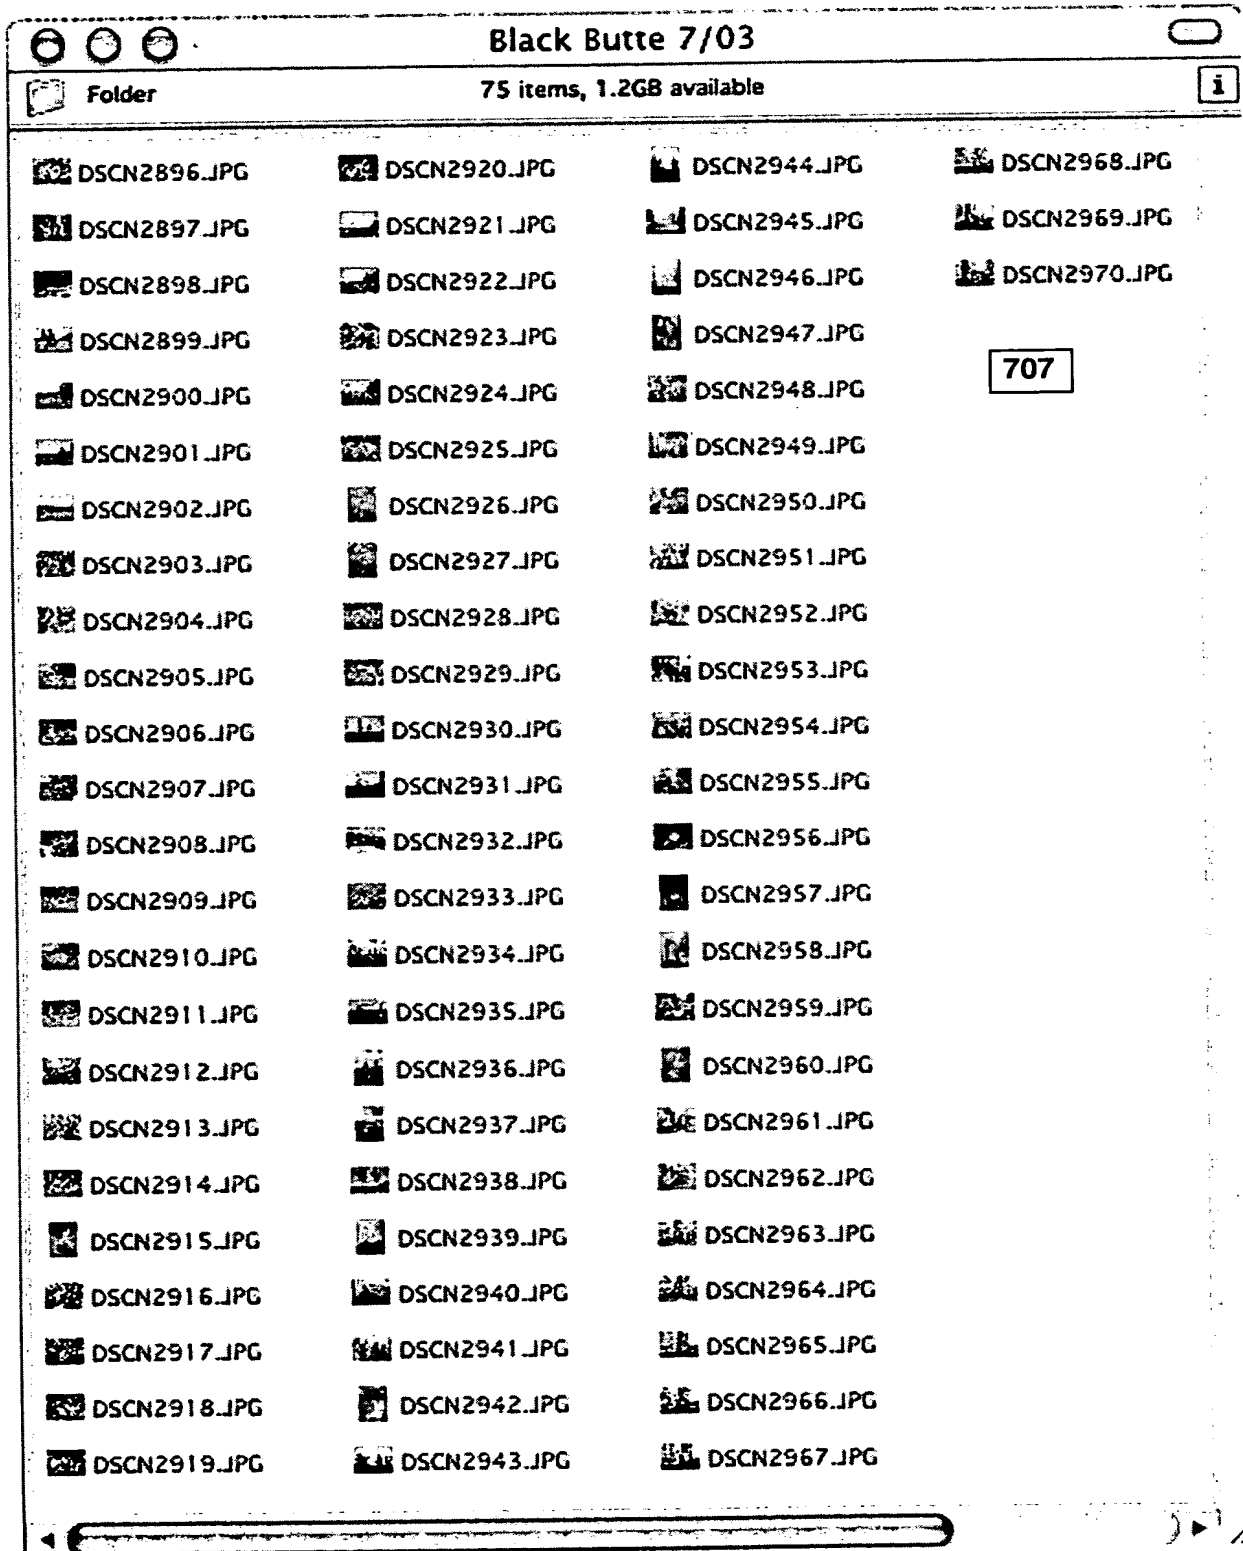 Black Butte 7/03
Folder
75 items, 1.2GB available
i
DSCN2896.JPG
DSCN2897.JPG
DSCN2898.JPG
DSCN2899.JPG
DSCN2900.JPG
DSCN2901.JPG
DSCN2902.JPG
DSCN2903.JPG
DSCN2904.JPG
DSCN2905.JPG
DSCN2906.JPG
DSCN2907.JPG
DSCN2908.JPG
DSCN2909.JPG
DSCN2910.JPG
DSCN2911.JPG
DSCN2912.JPG
DSCN2913.JPG
DSCN2914.JPG
DSCN2915.JPG
DSCN2916.JPG
DSCN2917.JPG
DSCN2918.JPG
DSCN2919.JPG
DSCN2920.JPG
DSCN2921.JPG
DSCN2922.JPG
DSCN2923.JPG
DSCN2924.JPG
DSCN2925.JPG
DSCN2926.JPG
DSCN2927.JPG
DSCN2928.JPG
DSCN2929.JPG
DSCN2930.JPG
DSCN2931.JPG
DSCN2932.JPG
DSCN2933.JPG
DSCN2934.JPG
DSCN2935.JPG
DSCN2936.JPG
DSCN2937.JPG
DSCN2938.JPG
DSCN2939.JPG
DSCN2940.JPG
DSCN2941.JPG
DSCN2942.JPG
DSCN2943.JPG
DSCN2944.JPG
DSCN2945.JPG
DSCN2946.JPG
DSCN2947.JPG
DSCN2948.JPG
DSCN2949.JPG
DSCN2950.JPG
DSCN2951.JPG
DSCN2952.JPG
DSCN2953.JPG
DSCN2954.JPG
DSCN2955.JPG
DSCN2956.JPG
DSCN2957.JPG
DSCN2958.JPG
DSCN2959.JPG
DSCN2960.JPG
DSCN2961.JPG
DSCN2962.JPG
DSCN2963.JPG
DSCN2964.JPG
DSCN2965.JPG
DSCN2966.JPG
DSCN2967.JPG
DSCN2968.JPG
DSCN2969.JPG
DSCN2970.JPG
707